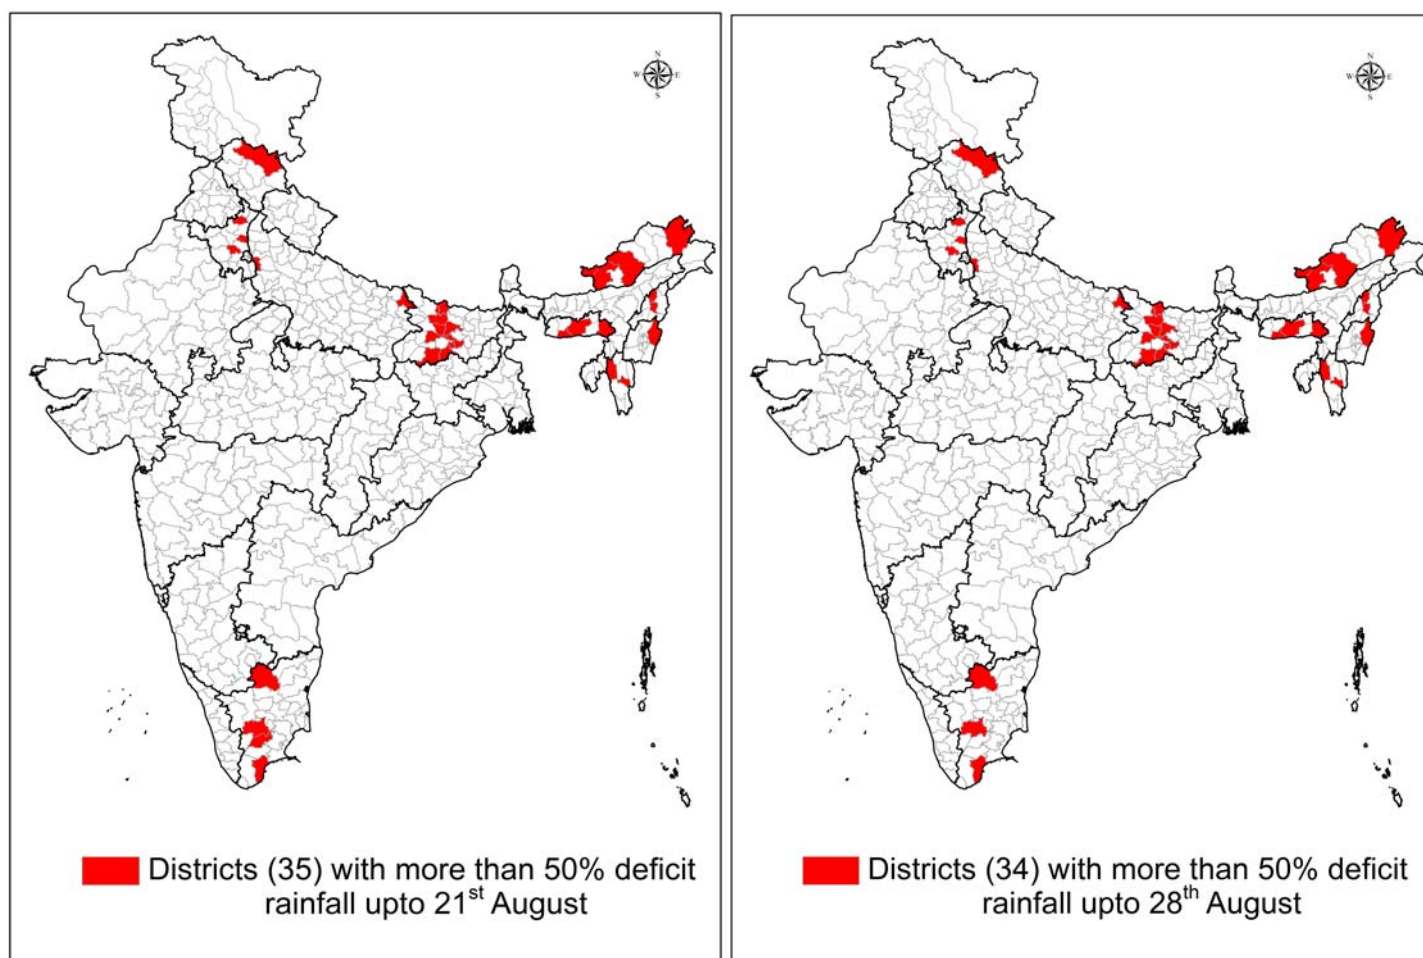 N
W E
S
Districts (35) with more than 50% deficit
rainfall upto 21st August
N
W E
S
Districts (34) with more than 50% deficit
rainfall upto 28th August